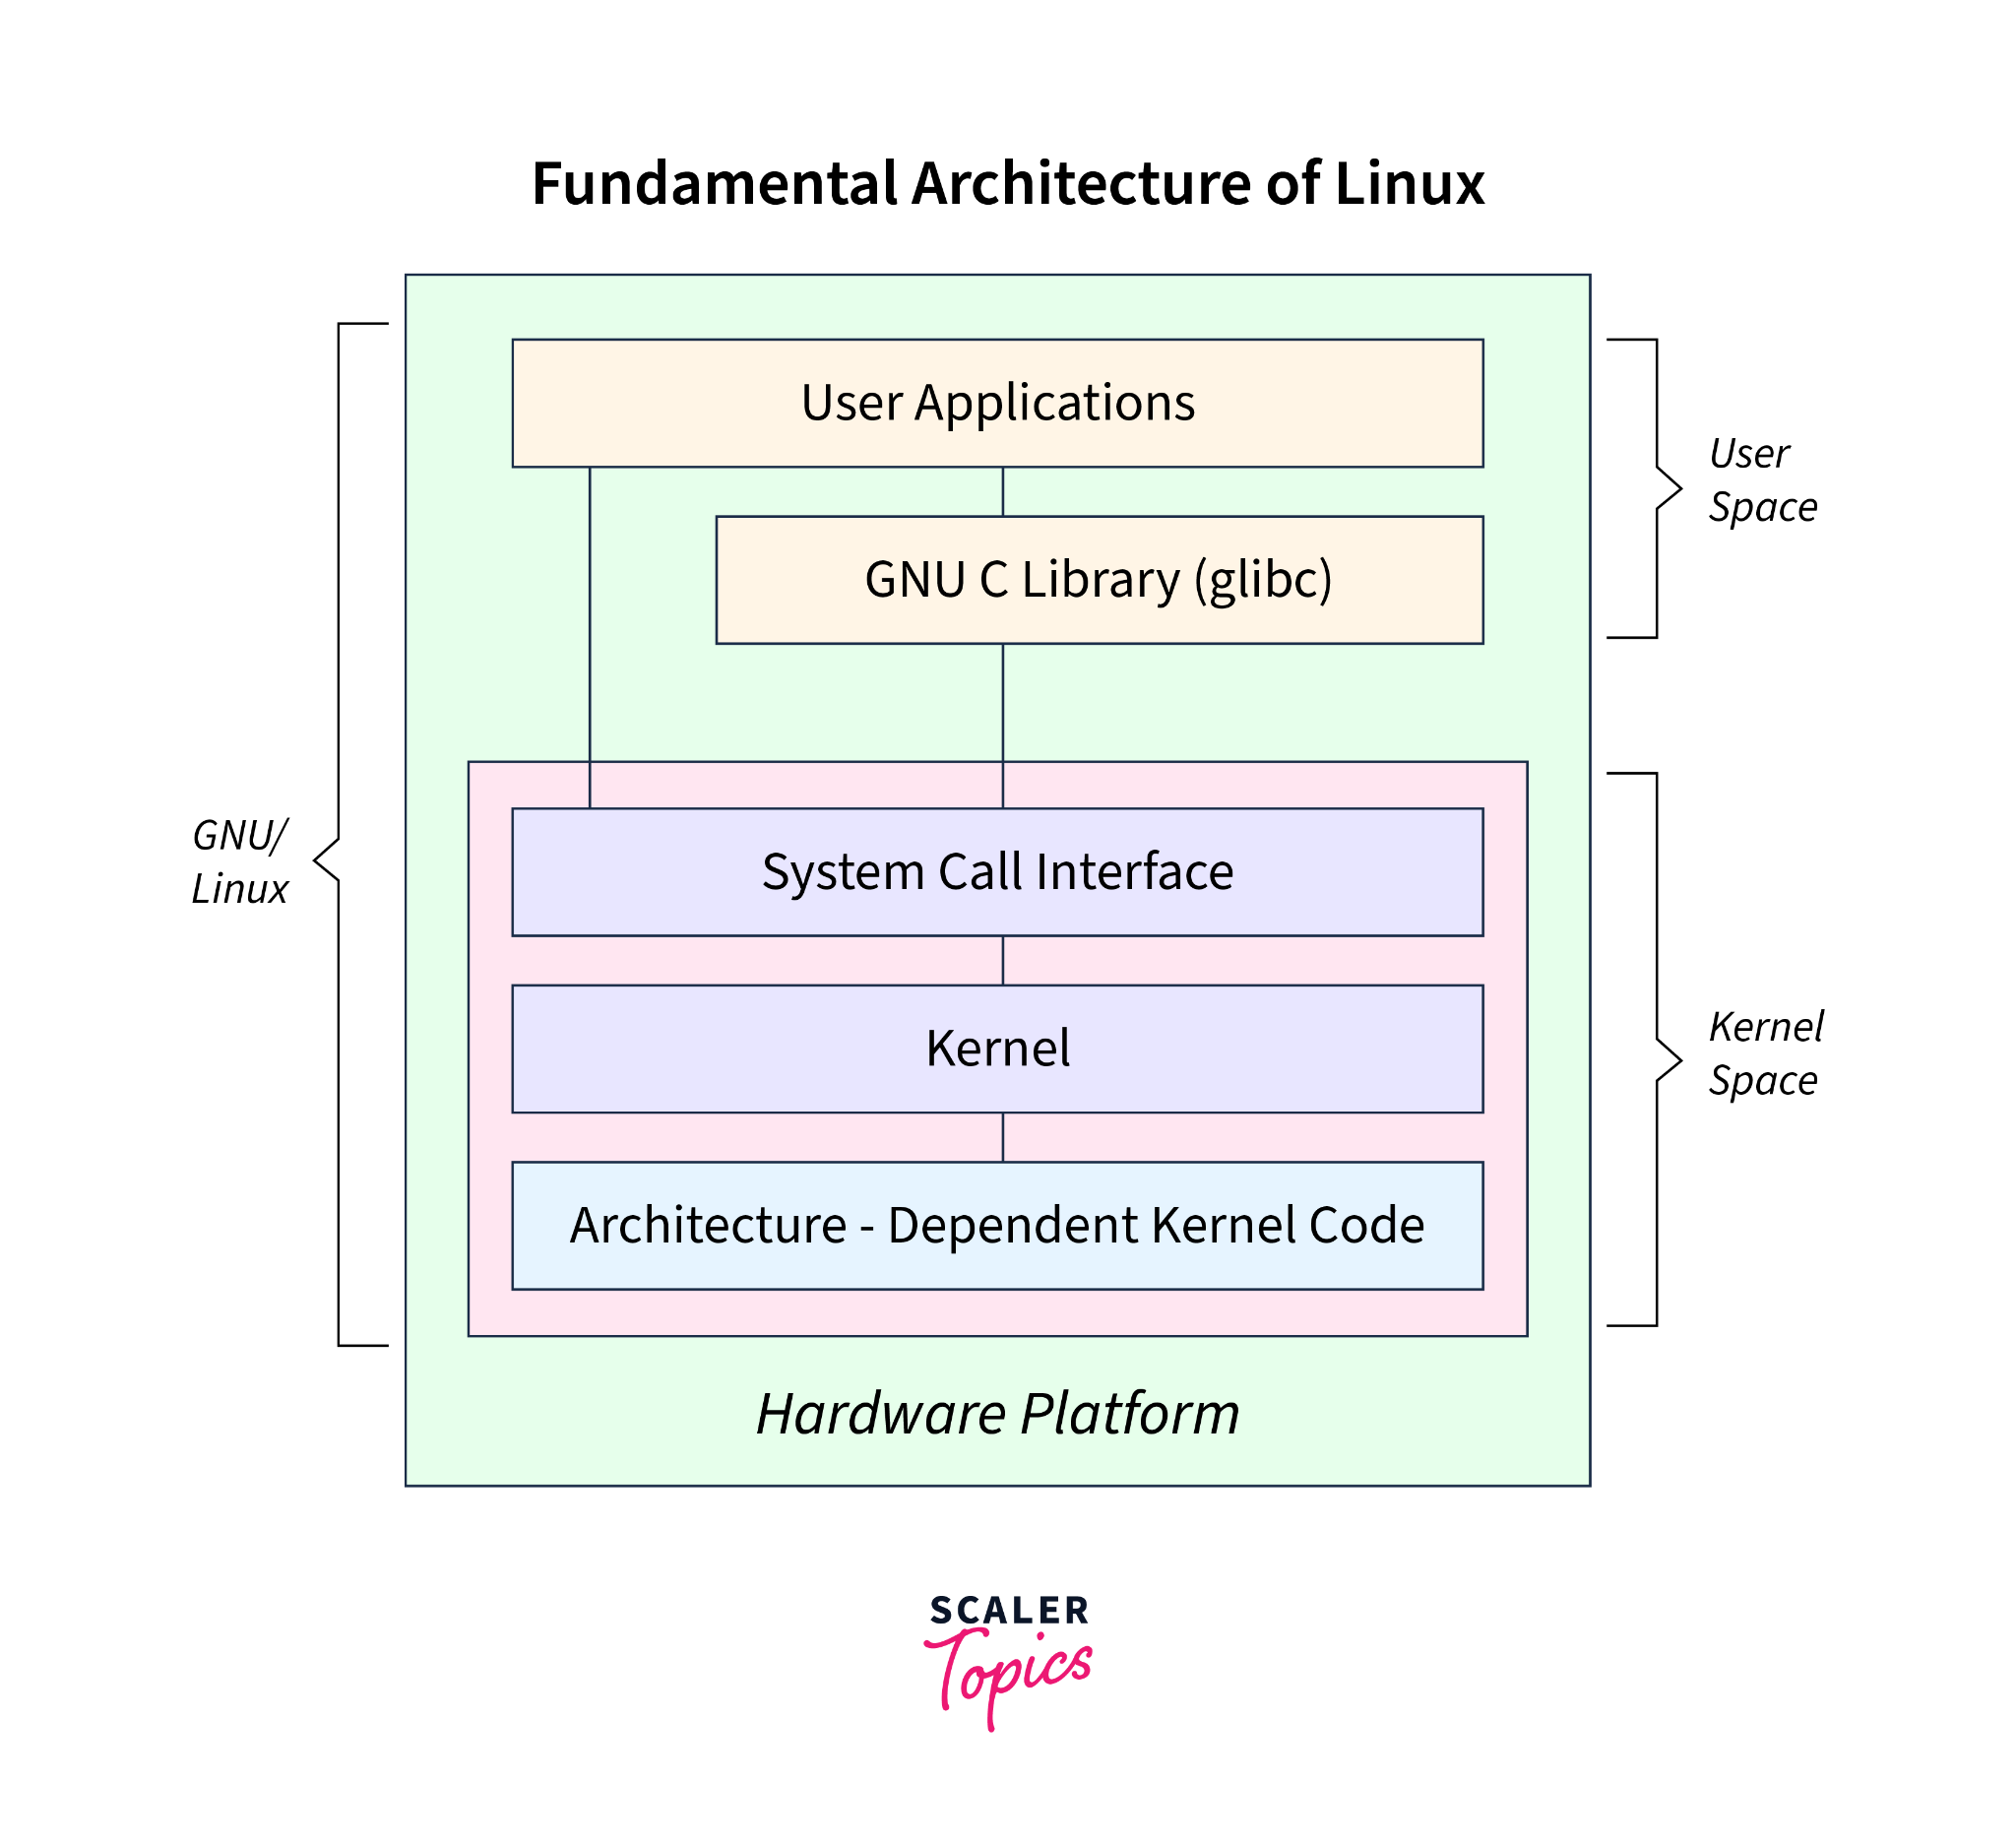 Fundamental Architecture of Linux
User Applications
User
Space
GNU C Library (glibc)
GNU/
Linux
System Call Interface
Kernel
Kernel
Space
Architecture - Dependent Kernel Code
Hardware Platform
SCALER
Topics